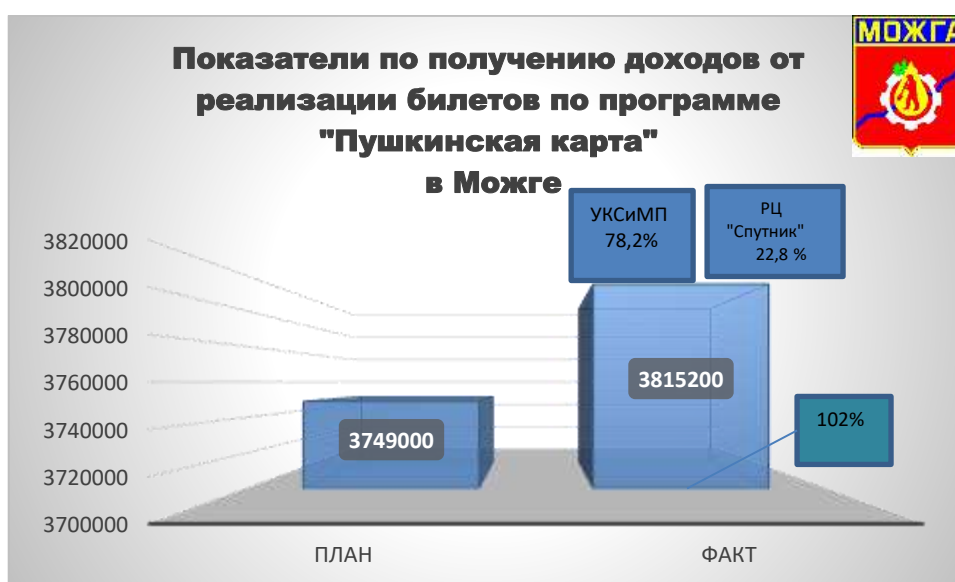 МОЖГА
Показатели по получению доходов от
реализации билетов по программе
"Пушкинская карта"
в Можге
УКСиМП
78,2%
РЦ
"Спутник"
22,8 %
3820000
3800000
3780000
3760000
3740000
3720000
3700000
3749000
3815200
102%
ПЛАН
ФАКТ